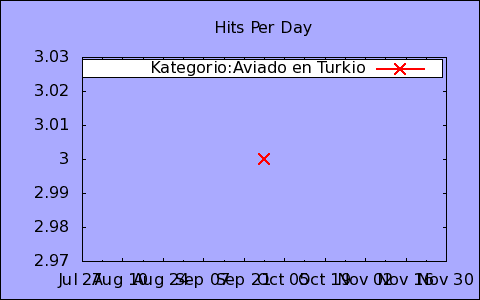 Hits Per Day
Kategorio:Aviado en Turkio
3.03
3.02
3.01
3
2.99
2.98
2.97
Jul 27 Aug 10 Aug 24 Sep 07 Sep 21 Oct 05 Oct 19 Nov 02 Nov 16 Nov 30